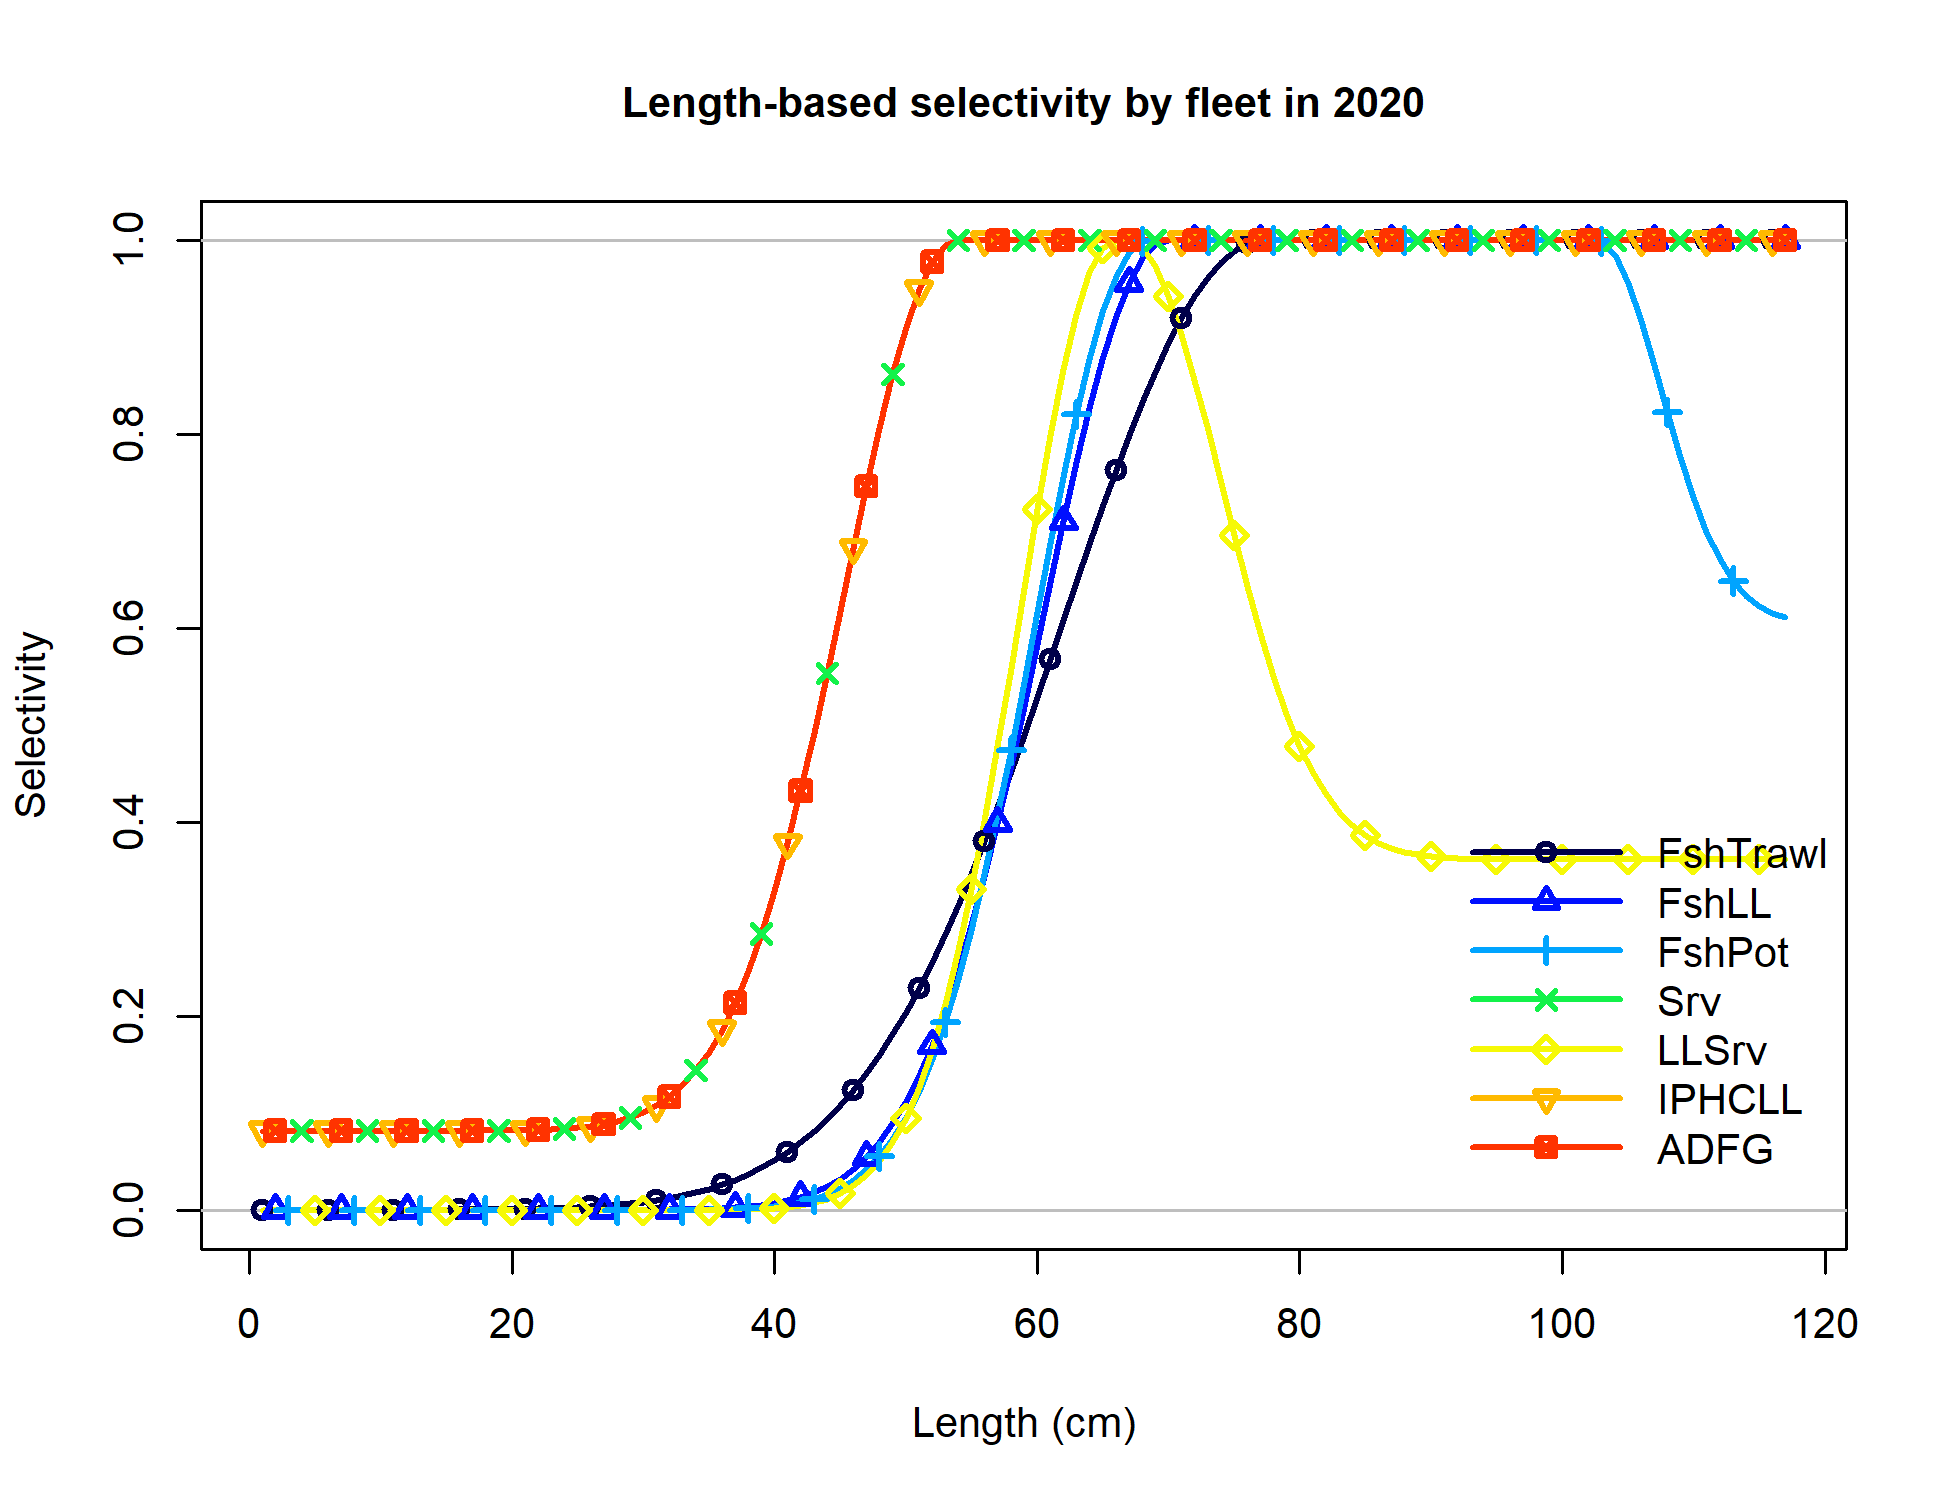 Length-based selectivity by fleet in 2020
1.0
0.8
0.6
0.4
0.2
0.0
Selectivity
0 20 40 60 80 100 120
Length (cm)
FshTrawl
FshLL
FshPot
Srv
LLSrv
IPHCLL
ADFG